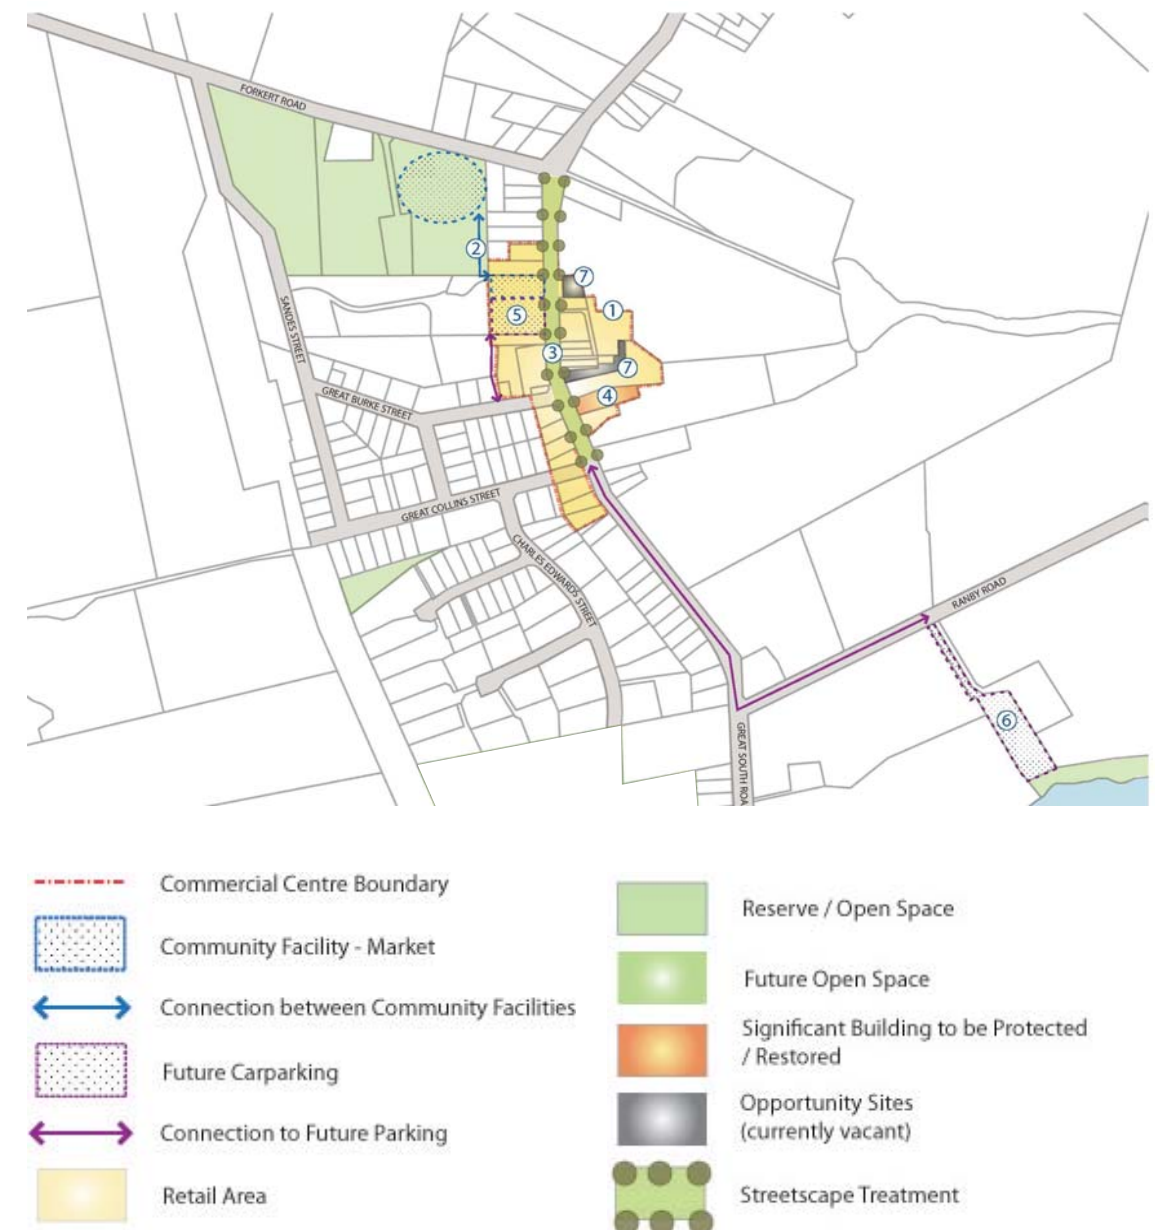 FORKERT ROAD
2
7
1
5
SANDES STREET
3
7
4
GREAT BURKE STREET
GREAT COLLINS STREET
CHARLES EDWARDS STREET
RANBY ROAD
6
GREAT SOUTH ROA
Commercial Centre Boundary
Community Facility - Market
Connection between Community Facilities
Future Carparking
Connection to Future Parking
Retail Area
Reserve / Open Space
Future Open Space
Significant Building to be Protected
/ Restored
Opportunity Sites
(currently vacant)
Streetscape Treatment